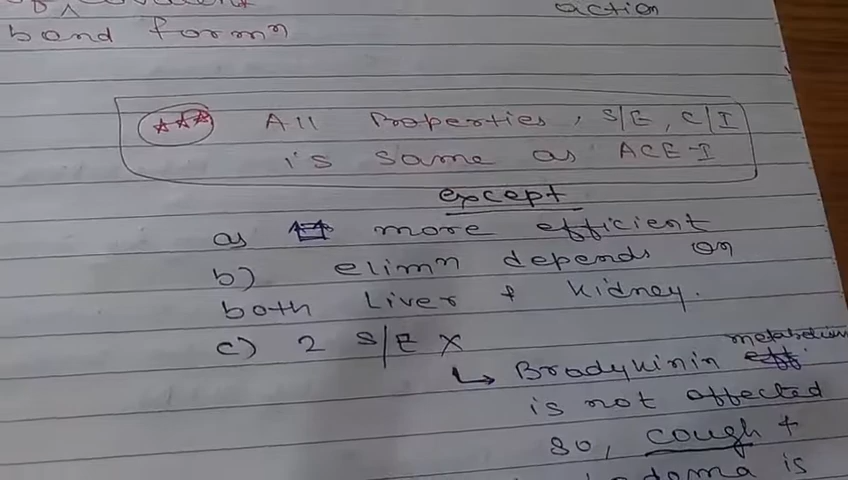 action
bond formn
*** All Properties, S/E, C/I
is same as ACE-I
except
a) more efficient
b) elimn depends on
both Liver + kidney.
c) 2 S/E X
metabolism
↳ Bradykinin eff.
is not affected
so, cough +
is